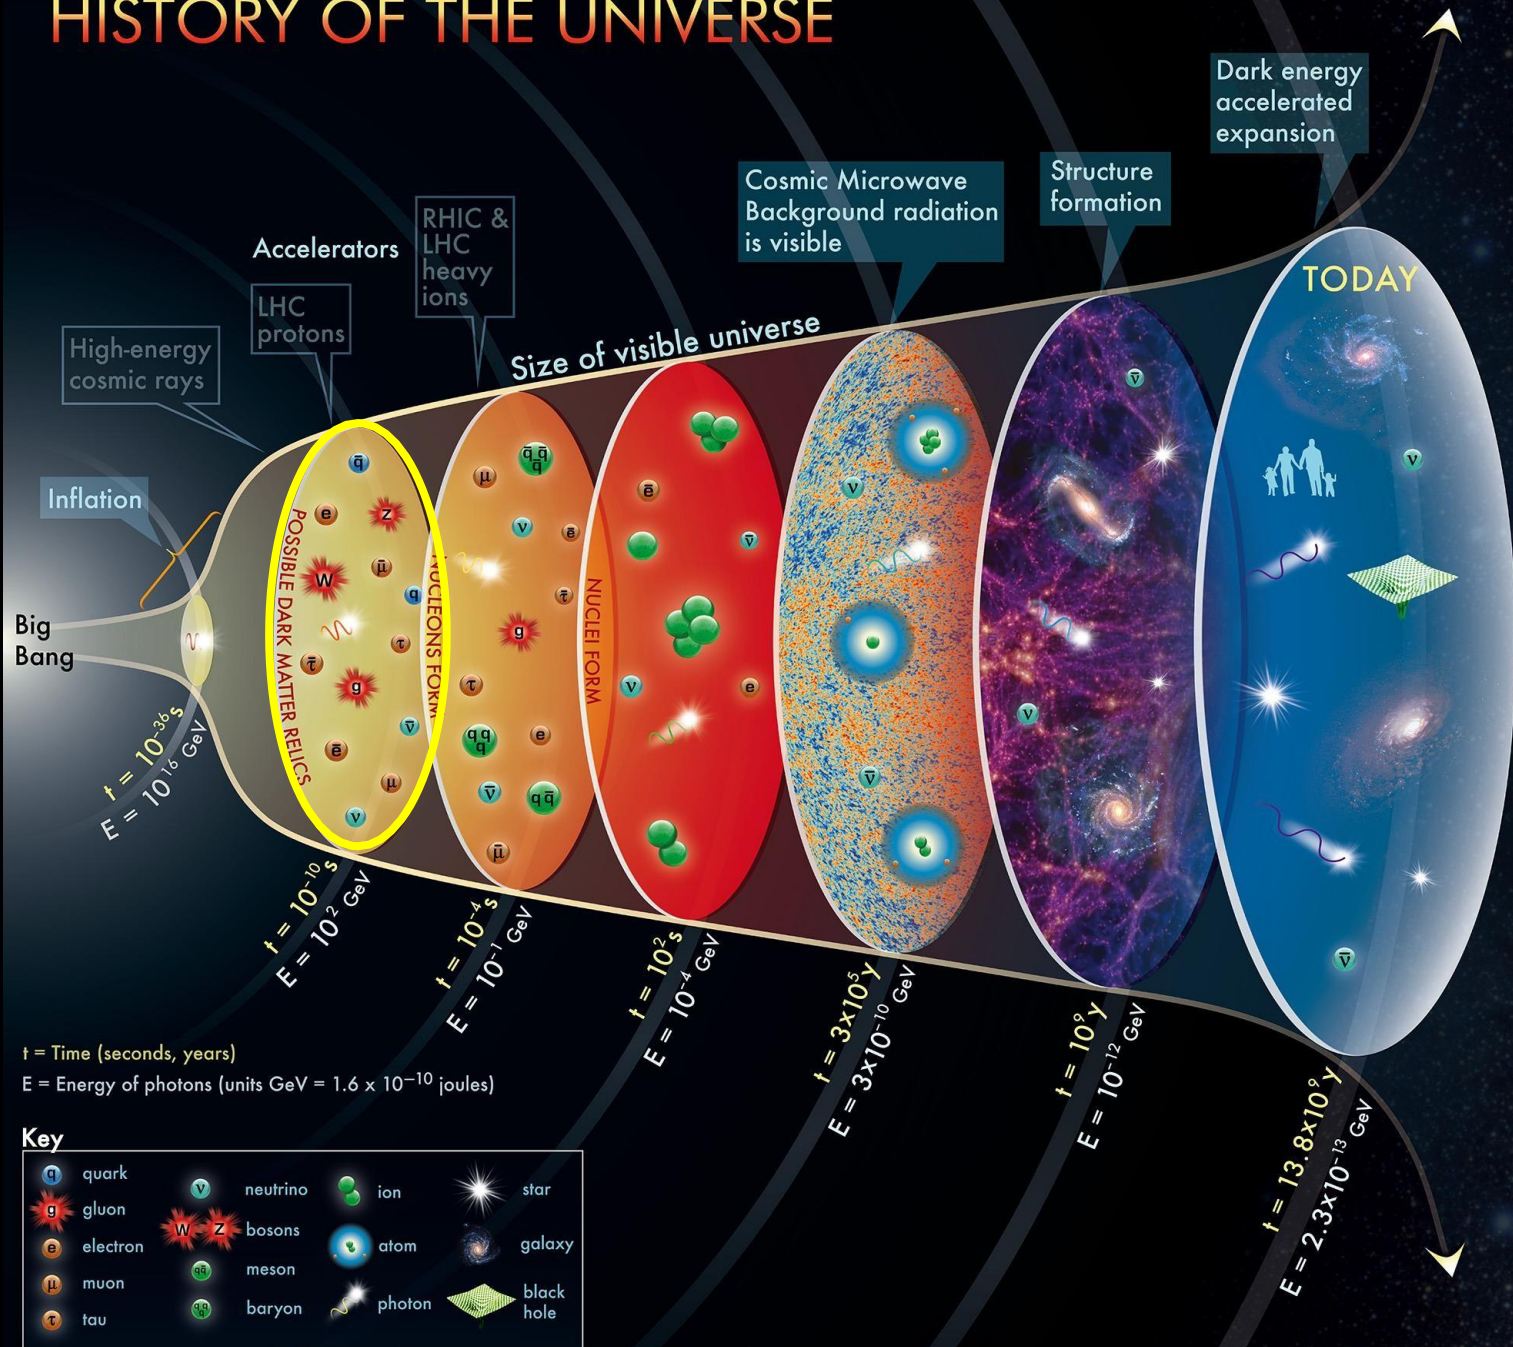 HISTORY OF THE UNIVERSE
Dark energy
accelerated
expansion
Structure
formation
Cosmic Microwave
Background radiation
is visible
RHIC &
LHC
heavy
ions
Accelerators
LHC
protons
High-energy
cosmic rays
Inflation
Size of visible universe
TODAY
Big
Bang
POSSIBLE DARK MATTER RELICS
q̄
e
Z
W
μ̄
q
τ
τ̄
g
ν̄
ē
μ
ν
NUCLEONS FORM
q̄ q̄
q̄
μ
ν
ē
τ̄
g
τ
q q
q
e
ν̄
q q̄
μ̄
NUCLEI FORM
ē
ν̄
ν
e
ν
ν̄
ν̄
ν
ν
ν̄
t = 10⁻³⁶ s
E = 10¹⁶ GeV
t = 10⁻¹⁰ s
E = 10² GeV
t = 10⁻⁴ s
E = 10⁻¹ GeV
t = 10² s
E = 10⁻⁴ GeV
t = 3x10⁵ y
E = 3x10⁻¹⁰ GeV
t = 10⁹ y
E = 10⁻¹² GeV
t = 13.8x10⁹ y
E = 2.3x10⁻¹³ GeV
t = Time (seconds, years)
E = Energy of photons (units GeV = 1.6 x 10⁻¹⁰ joules)
Key
q quark
g gluon
e electron
μ muon
τ tau
ν neutrino
W Z bosons
q q̄ meson
q q q baryon
ion
atom
photon
star
galaxy
black
hole